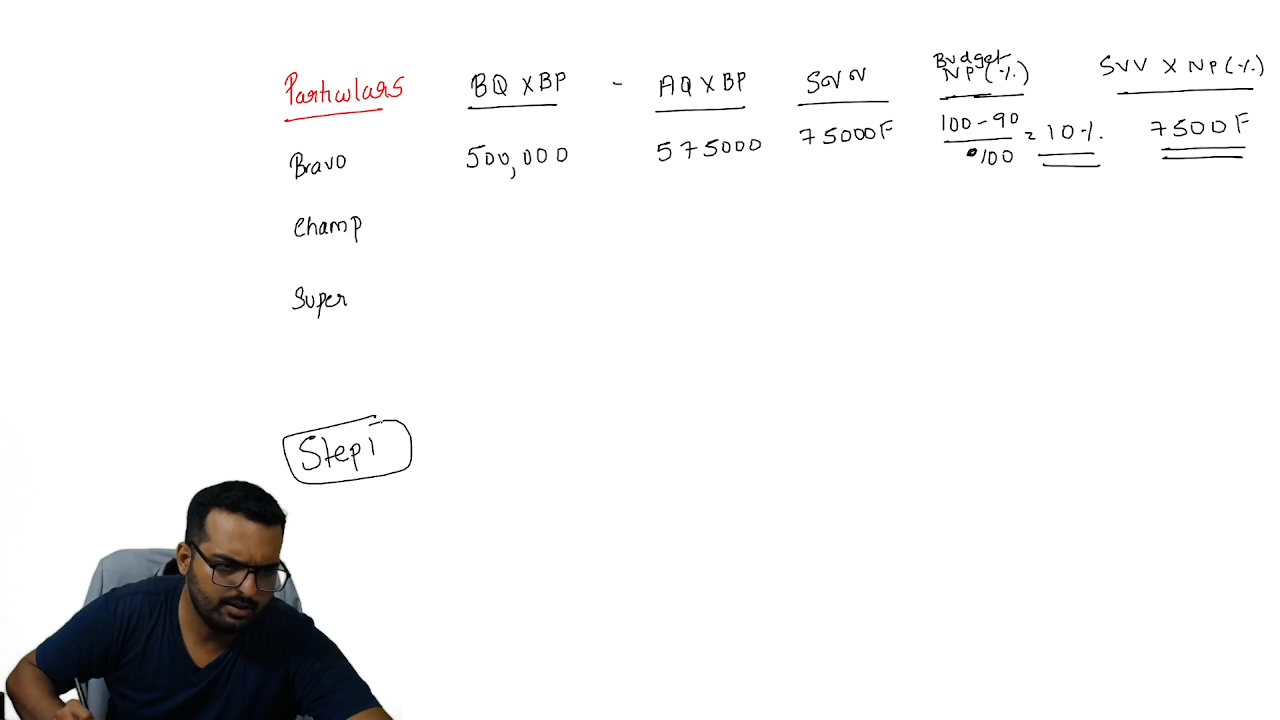 Particulars BQ X BP - AQ X BP SVV Budget NP (%) SVV X NP (%)
Bravo 500,000 575000 75000F 100-90 / 100 = 10% 7500F
Champ
Super
Step 1